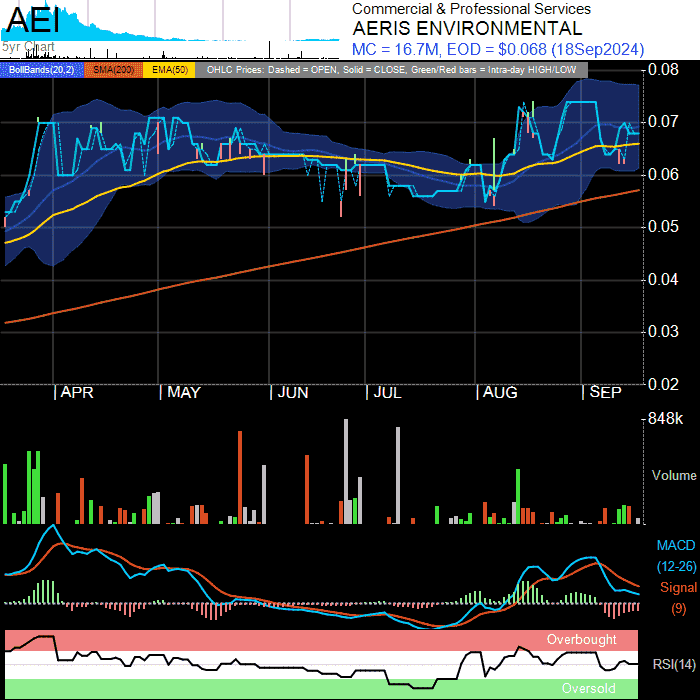 AEI
5yr Chart
Commercial & Professional Services
AERIS ENVIRONMENTAL
MC = 16.7M, EOD = $0.068 (18Sep2024)
BollBands(20,2) SMA(200) EMA(50) OHLC Prices: Dashed = OPEN, Solid = CLOSE, Green/Red bars = Intra-day HIGH/LOW
0.08
0.07
0.06
0.05
0.04
0.03
0.02
APR MAY JUN JUL AUG SEP
848k
Volume
MACD
(12-26)
Signal
(9)
Overbought
RSI(14)
Oversold